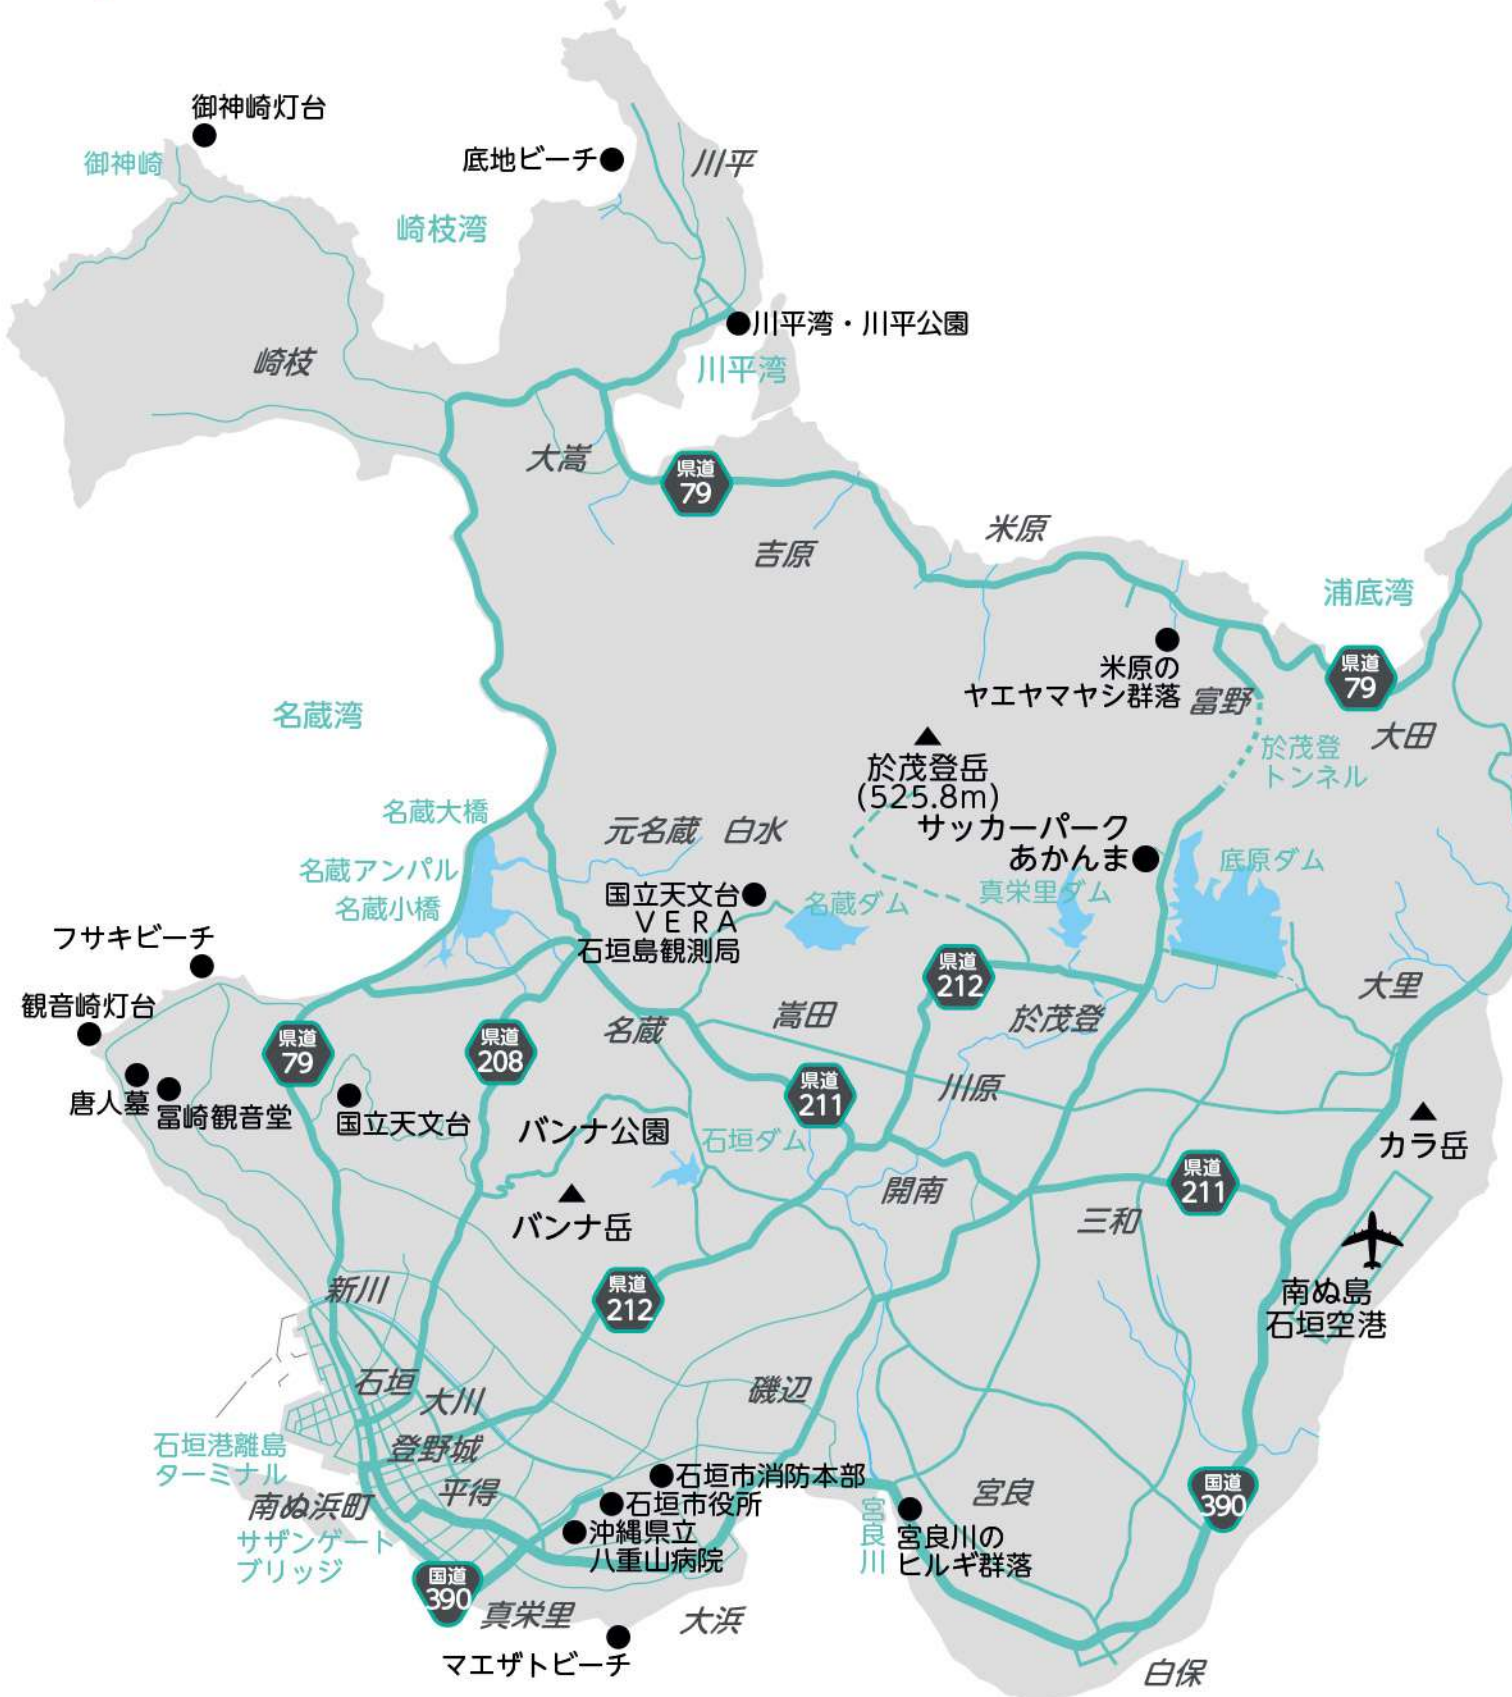 御神崎灯台
御神崎
底地ビーチ
川平
崎枝湾
川平湾・川平公園
川平湾
崎枝
大嵩
県道
79
吉原
米原
浦底湾
米原の
ヤエヤマヤシ群落
富野
県道
79
大田
名蔵湾
於茂登岳
(525.8m)
於茂登
トンネル
名蔵大橋
元名蔵
白水
サッカーパーク
あかんま
名蔵アンパル
底原ダム
名蔵小橋
国立天文台
VERA
石垣島観測局
名蔵ダム
真栄里ダム
フサキビーチ
県道
212
大里
観音崎灯台
県道
79
県道
208
名蔵
嵩田
於茂登
唐人墓
冨崎観音堂
国立天文台
バンナ公園
石垣ダム
県道
211
川原
カラ岳
バンナ岳
開南
県道
211
三和
新川
県道
212
南ぬ島
石垣空港
石垣
大川
磯辺
石垣港離島
ターミナル
登野城
平得
南ぬ浜町
サザンゲート
ブリッジ
石垣市消防本部
石垣市役所
沖縄県立
八重山病院
宮良川
宮良
宮良川の
ヒルギ群落
国道
390
国道
390
真栄里
大浜
マエザトビーチ
白保